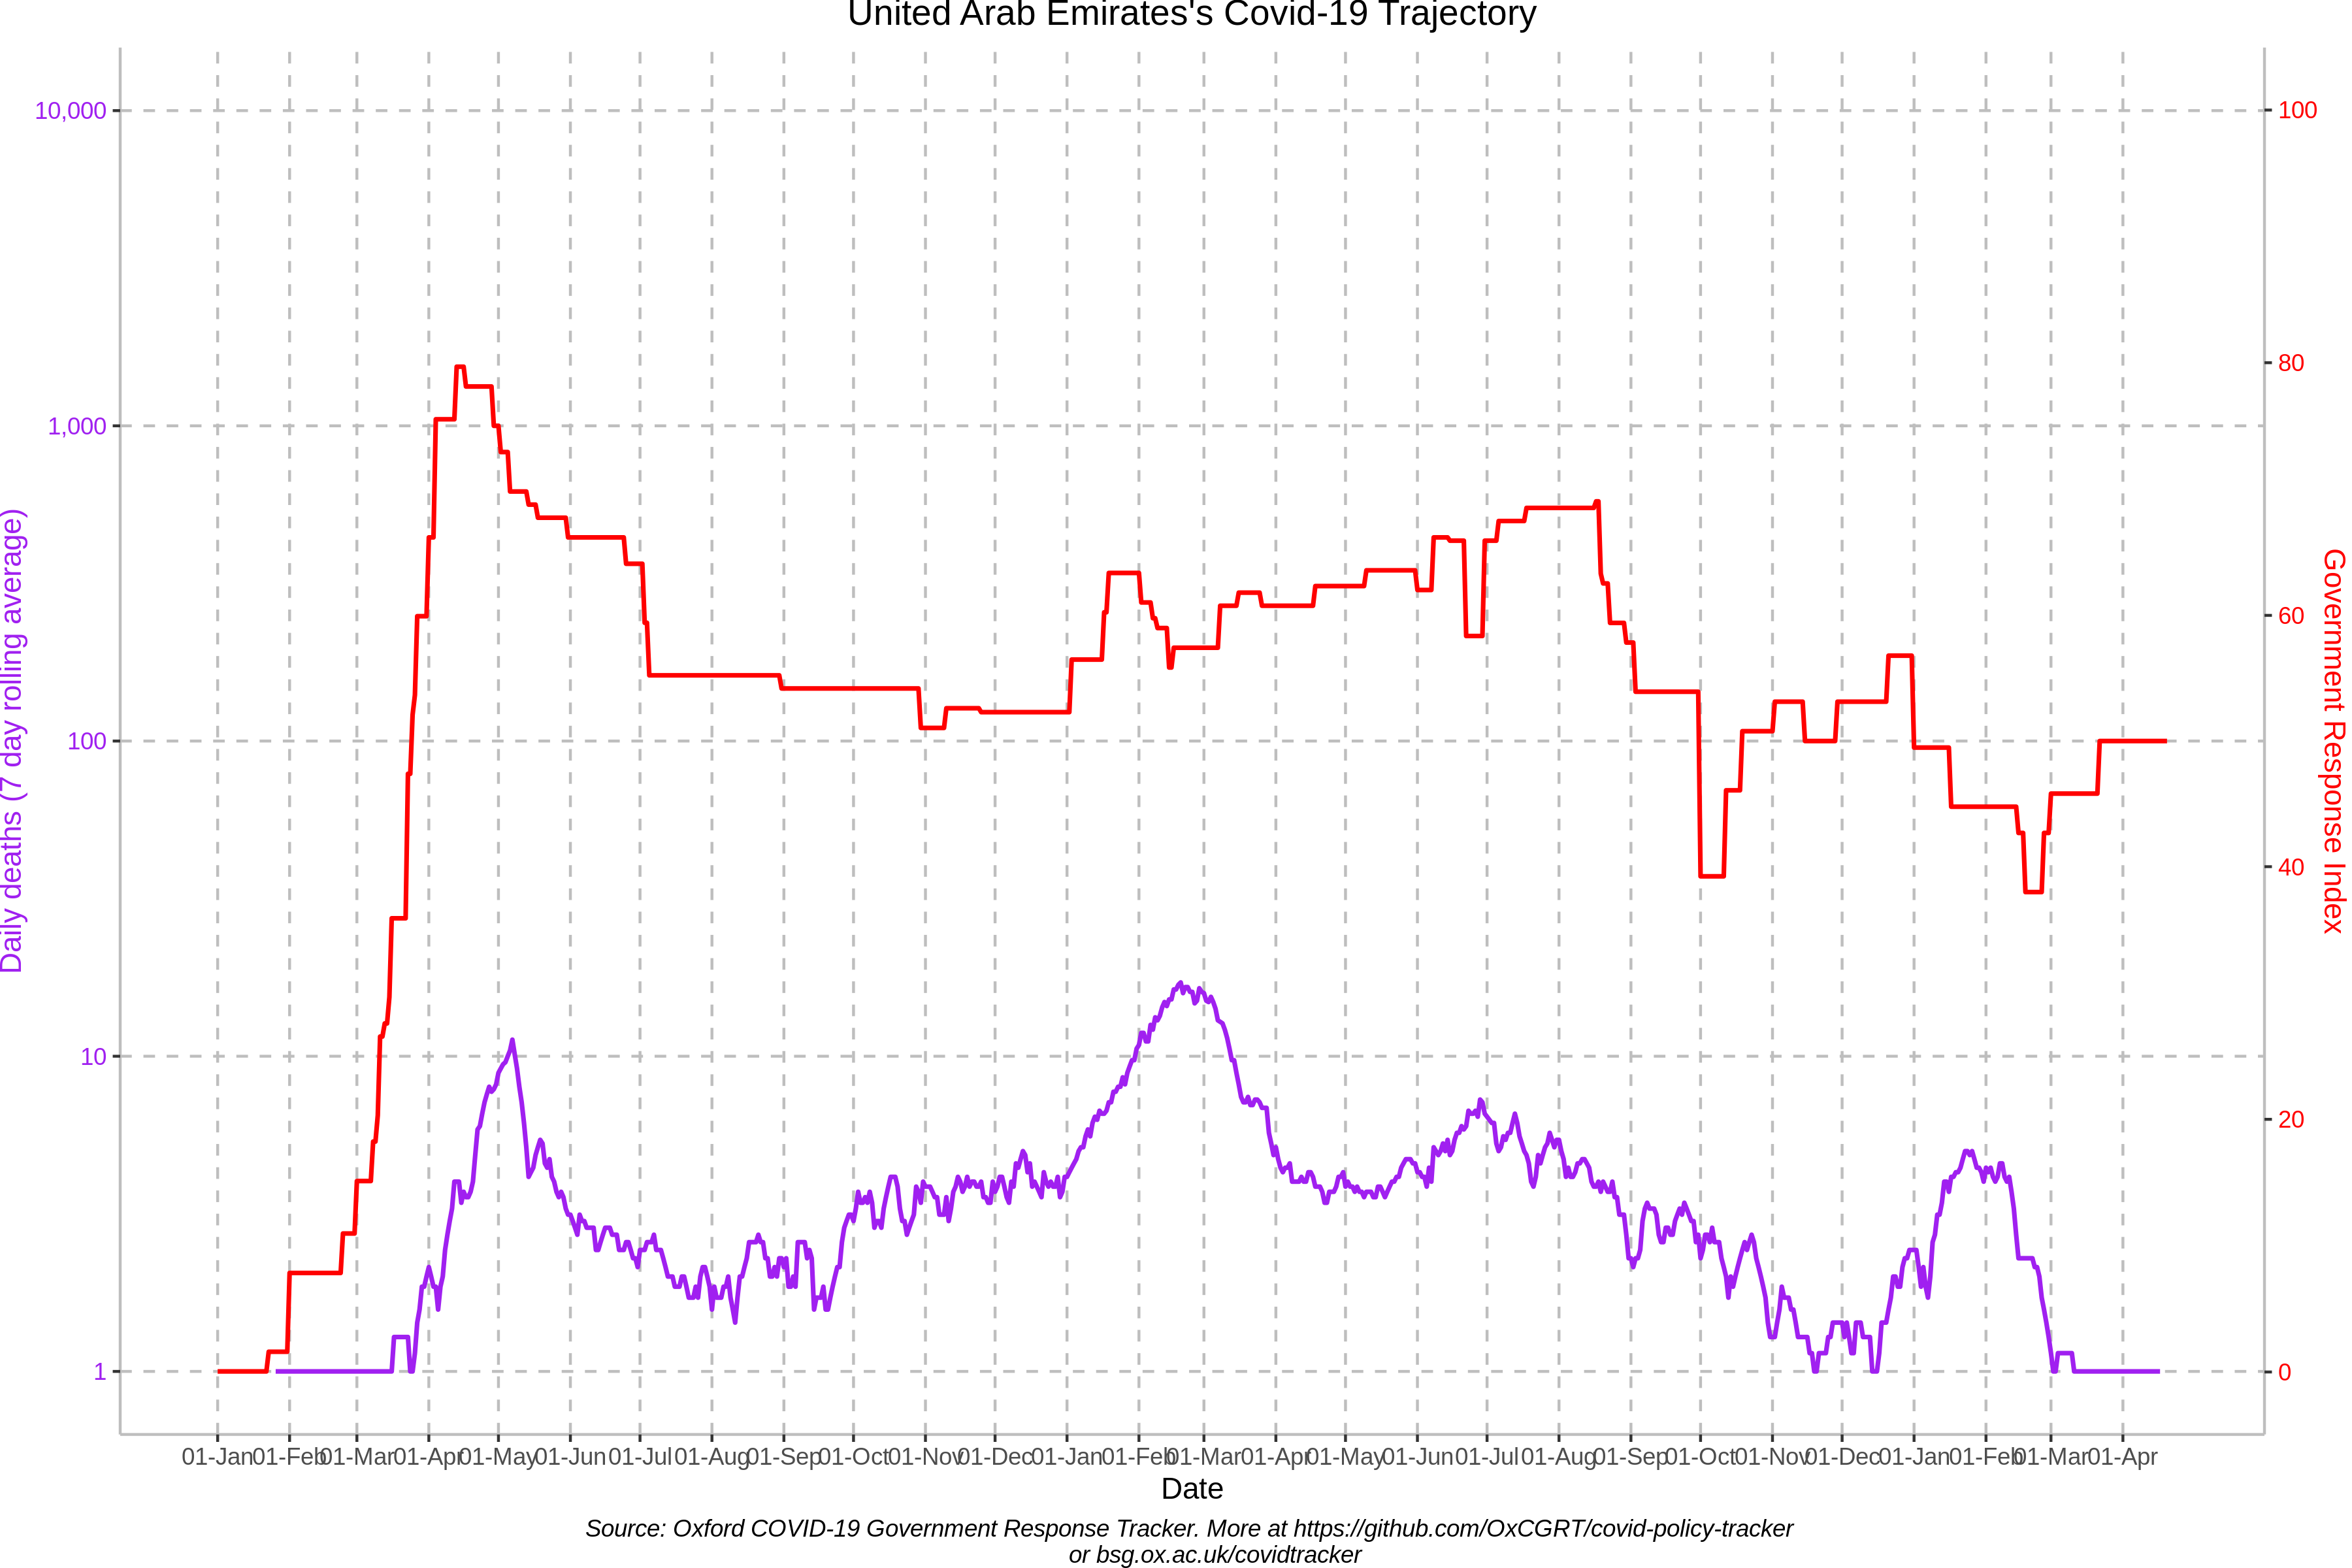 United Arab Emirates's Covid-19 Trajectory
10,000
1,000
100
10
1
Daily deaths (7 day rolling average)
100
80
60
40
20
0
Government Response Index
01-Jan 01-Feb 01-Mar 01-Apr 01-May 01-Jun 01-Jul 01-Aug 01-Sep 01-Oct 01-Nov 01-Dec 01-Jan 01-Feb 01-Mar 01-Apr 01-May 01-Jun 01-Jul 01-Aug 01-Sep 01-Oct 01-Nov 01-Dec 01-Jan 01-Feb 01-Mar 01-Apr
Date
Source: Oxford COVID-19 Government Response Tracker. More at https://github.com/OxCGRT/covid-policy-tracker
or bsg.ox.ac.uk/covidtracker